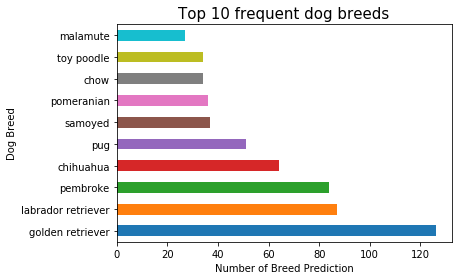 Top 10 frequent dog breeds
malamute
toy poodle
chow
pomeranian
samoyed
pug
chihuahua
pembroke
labrador retriever
golden retriever
Dog Breed
0 20 40 60 80 100 120
Number of Breed Prediction